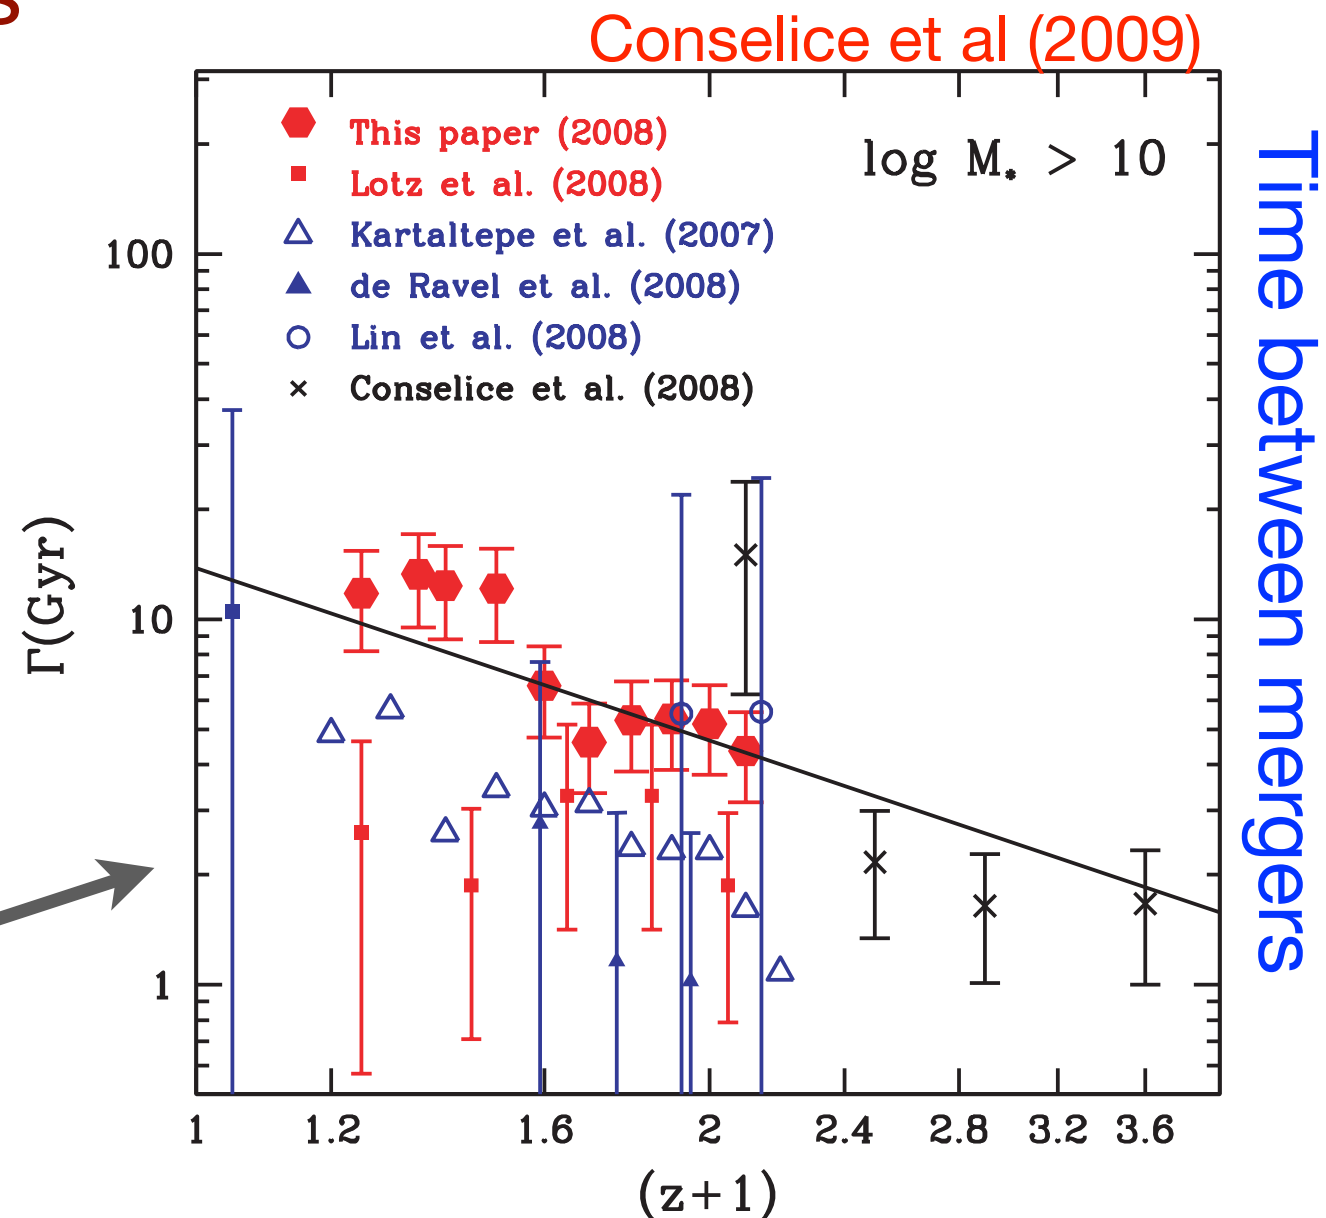 s
Conselice et al (2009)
This paper (2008)
Lotz et al. (2008)
Kartaltepe et al. (2007)
de Ravel et al. (2008)
Lin et al. (2008)
Conselice et al. (2008)
log M* > 10
100
10
1
Γ(Gyr)
1 1.2 1.6 2 2.4 2.8 3.2 3.6
(z+1)
Time between mergers